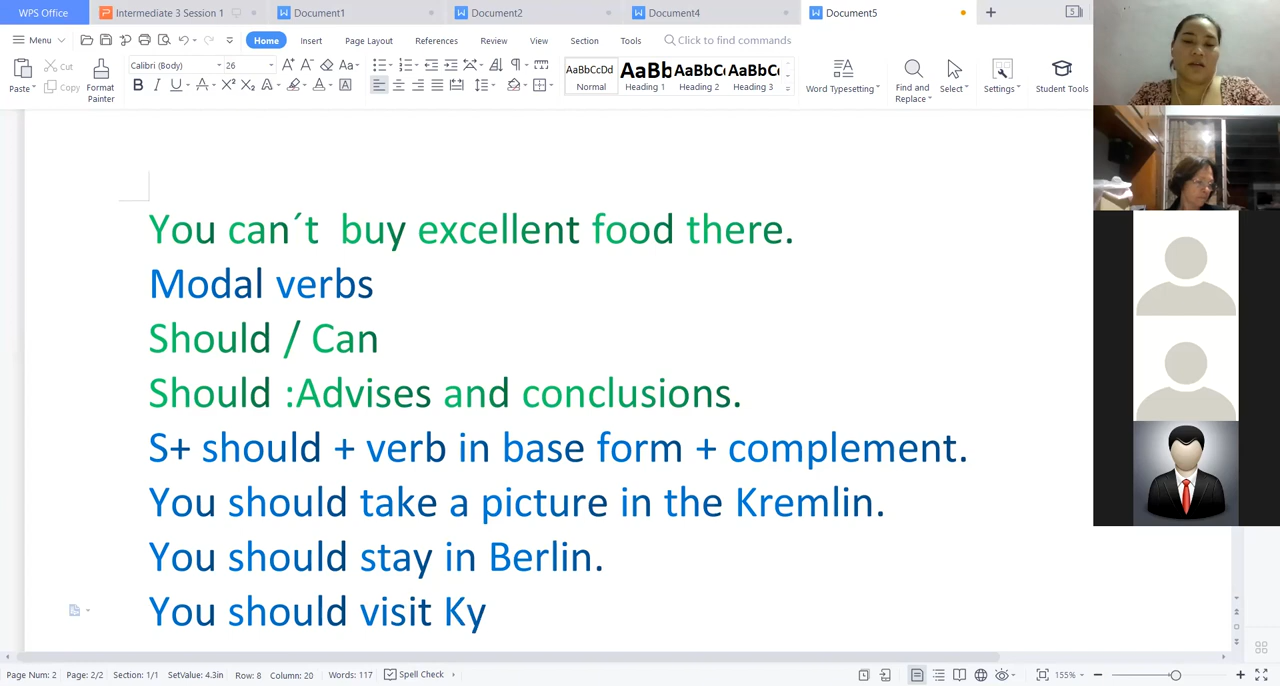 WPS Office
Intermediate 3 Session 1
Document1
Document2
Document4
Document5
5
Menu
Home
Insert
Page Layout
References
Review
View
Section
Tools
Click to find commands
Paste
Cut
Copy
Format Painter
Calibri (Body)
26
AaBbCcDd
Normal
AaBb
Heading 1
AaBbC
Heading 2
AaBbC
Heading 3
Word Typesetting
Find and Replace
Select
Settings
Student Tools
You can´t  buy excellent food there.
Modal verbs
Should / Can
Should :Advises and conclusions.
S+ should + verb in base form + complement.
You should take a picture in the Kremlin.
You should stay in Berlin.
You should visit Ky
Page Num: 2 Page: 2/2 Section: 1/1 SetValue: 4.3in Row: 8 Column: 20 Words: 117 Spell Check 155%